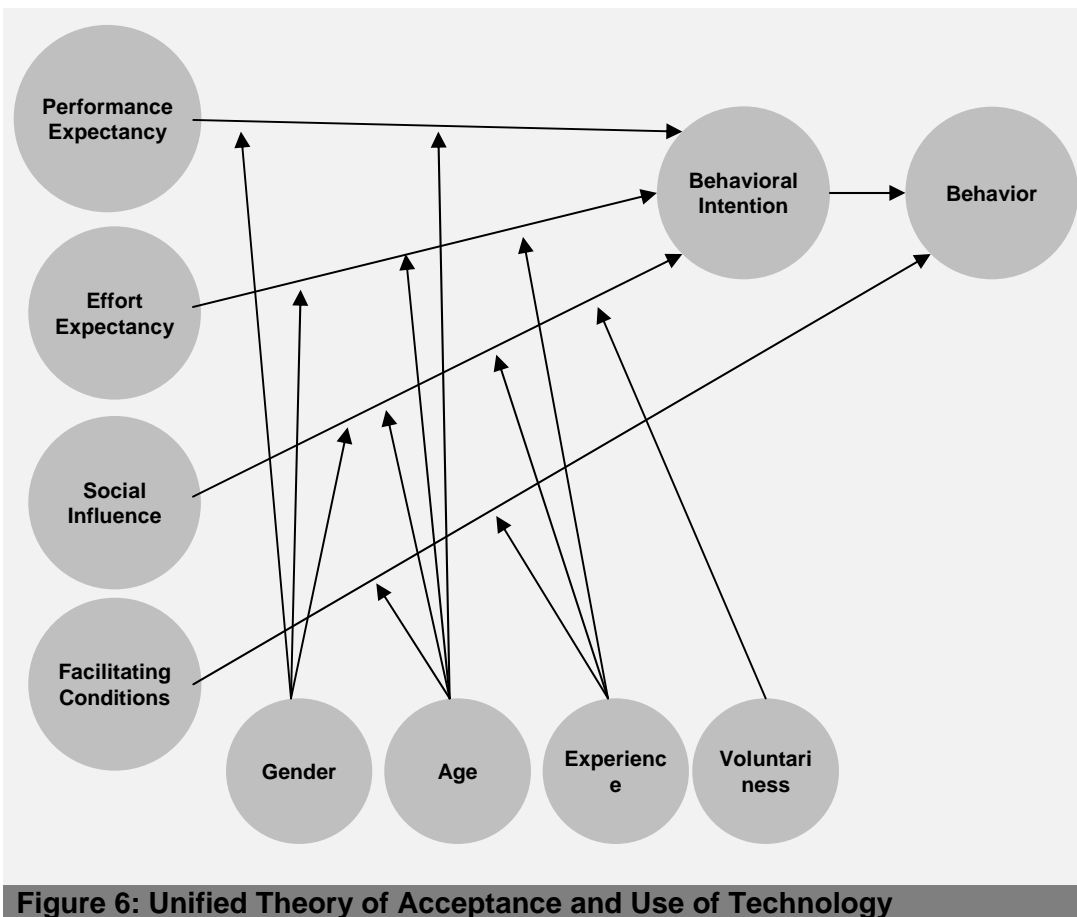 Performance
Expectancy
Behavioral
Intention
Behavior
Effort
Expectancy
Social
Influence
Facilitating
Conditions
Gender
Age
Experienc
e
Voluntari
ness
Figure 6: Unified Theory of Acceptance and Use of Technology